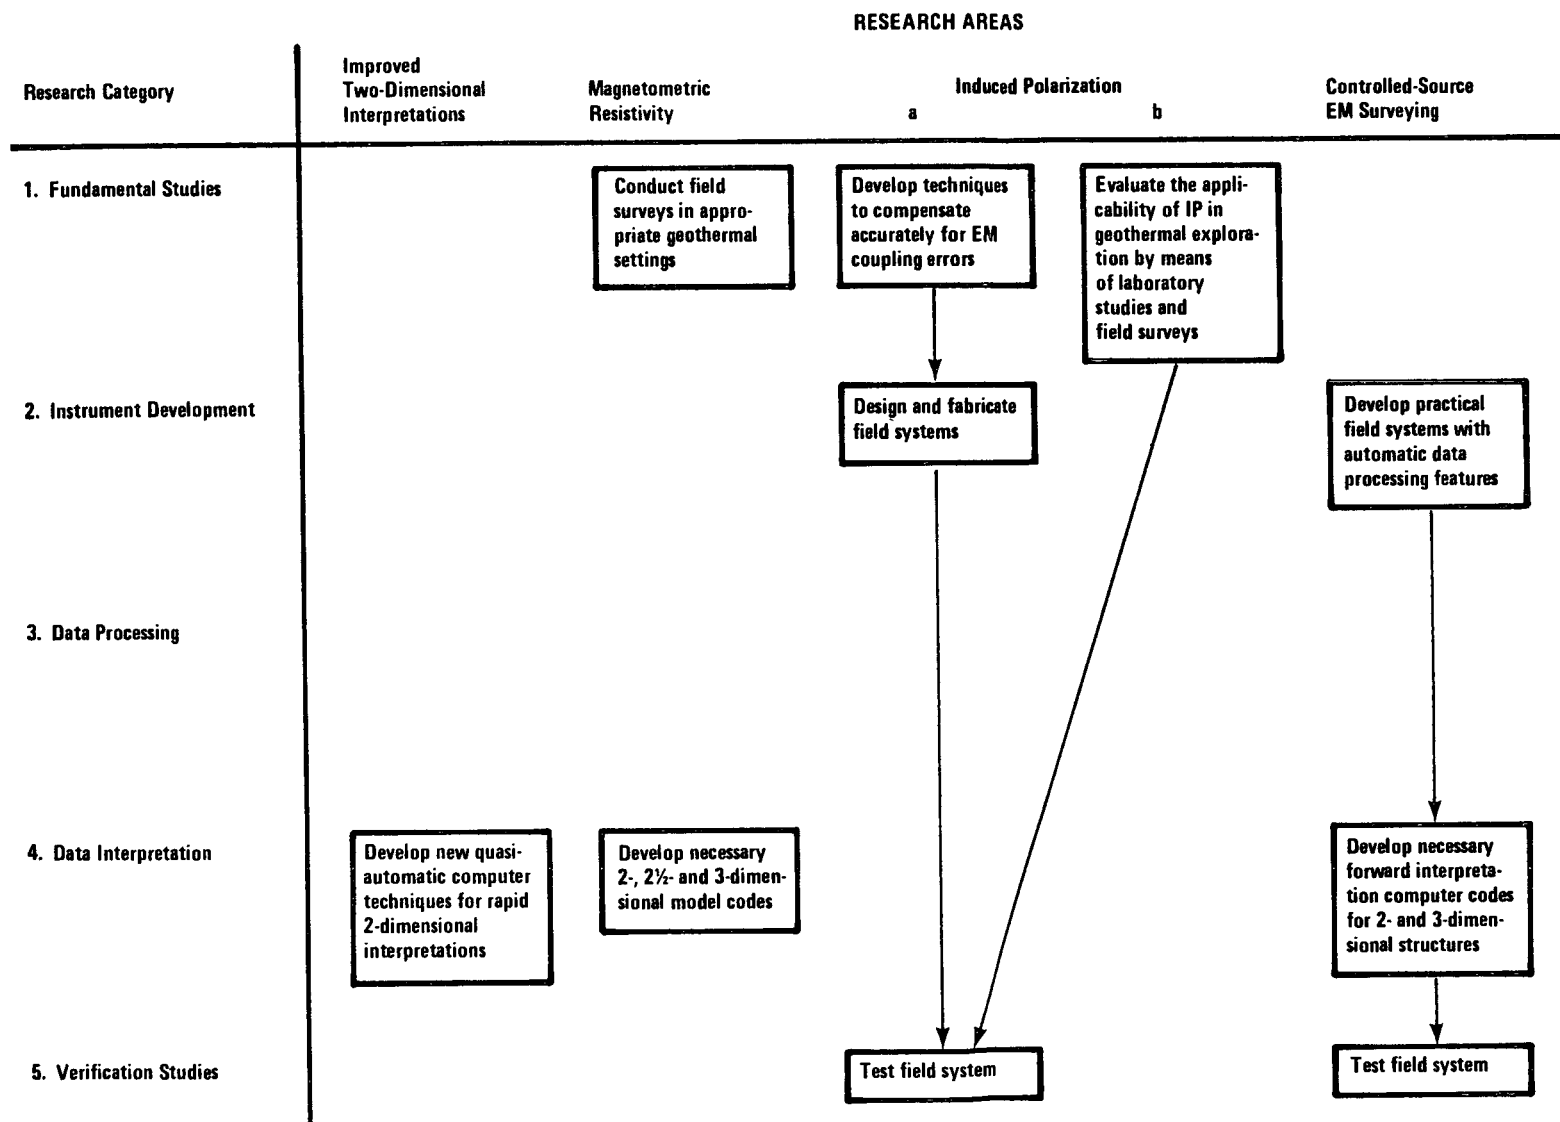 RESEARCH AREAS
Research Category
Improved
Two-Dimensional
Interpretations
Magnetometric
Resistivity
Induced Polarization
a
b
Controlled-Source
EM Surveying
1. Fundamental Studies
Conduct field
surveys in appro-
priate geothermal
settings
Develop techniques
to compensate
accurately for EM
coupling errors
Evaluate the appli-
cability of IP in
geothermal explora-
tion by means
of laboratory
studies and
field surveys
2. Instrument Development
Design and fabricate
field systems
Develop practical
field systems with
automatic data
processing features
3. Data Processing
4. Data Interpretation
Develop new quasi-
automatic computer
techniques for rapid
2-dimensional
interpretations
Develop necessary
2-, 2½- and 3-dimen-
sional model codes
Develop necessary
forward interpreta-
tion computer codes
for 2- and 3-dimen-
sional structures
5. Verification Studies
Test field system
Test field system